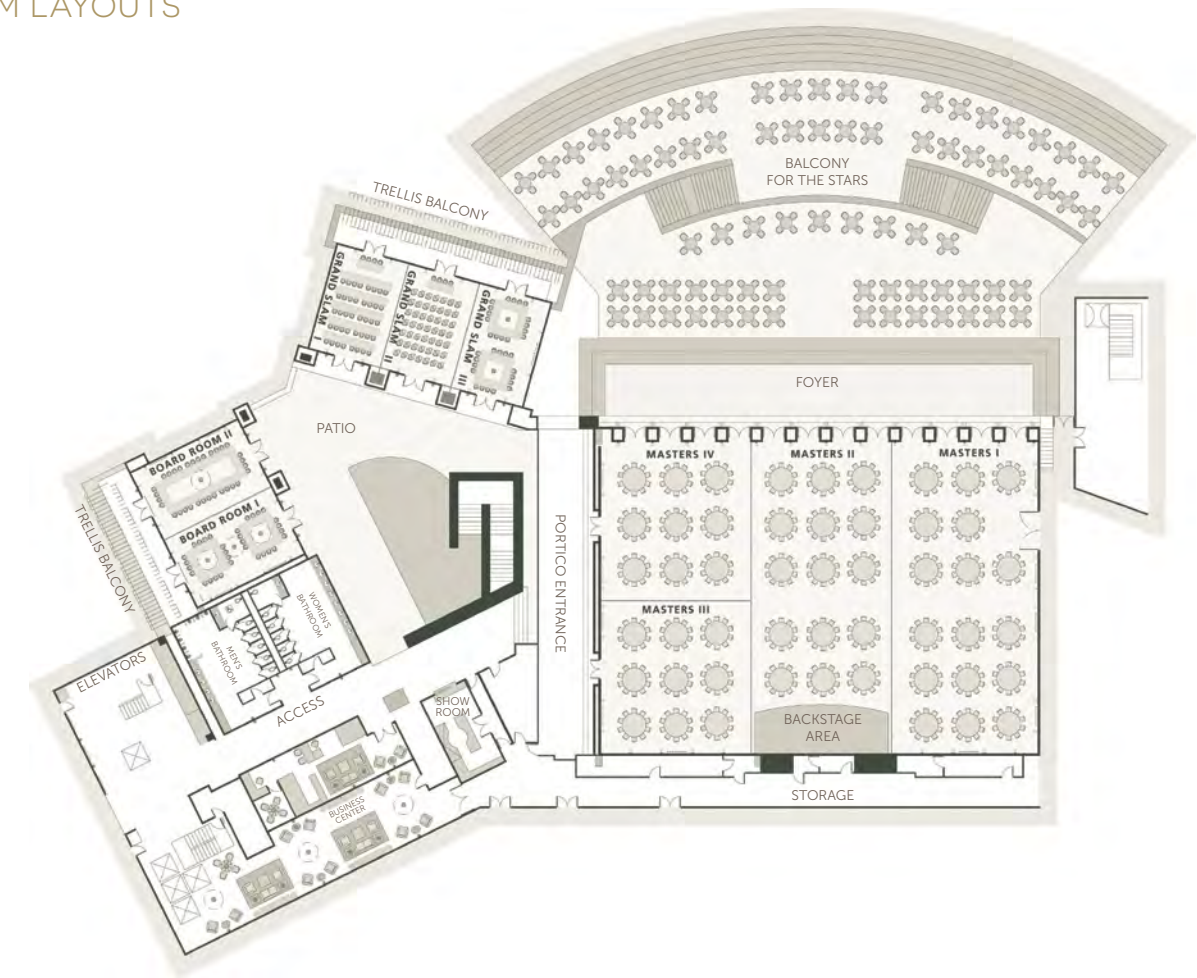 M LAYOUTS
BALCONY
FOR THE STARS
TRELLIS BALCONY
GRAND SLAM I
GRAND SLAM II
GRAND SLAM III
FOYER
PATIO
BOARD ROOM II
BOARD ROOM I
TRELLIS BALCONY
MASTERS IV
MASTERS II
MASTERS I
PORTICO ENTRANCE
WOMEN'S
BATHROOM
MEN'S
BATHROOM
MASTERS III
ELEVATORS
ACCESS
SHOW
ROOM
BACKSTAGE
AREA
BUSINESS
CENTER
STORAGE